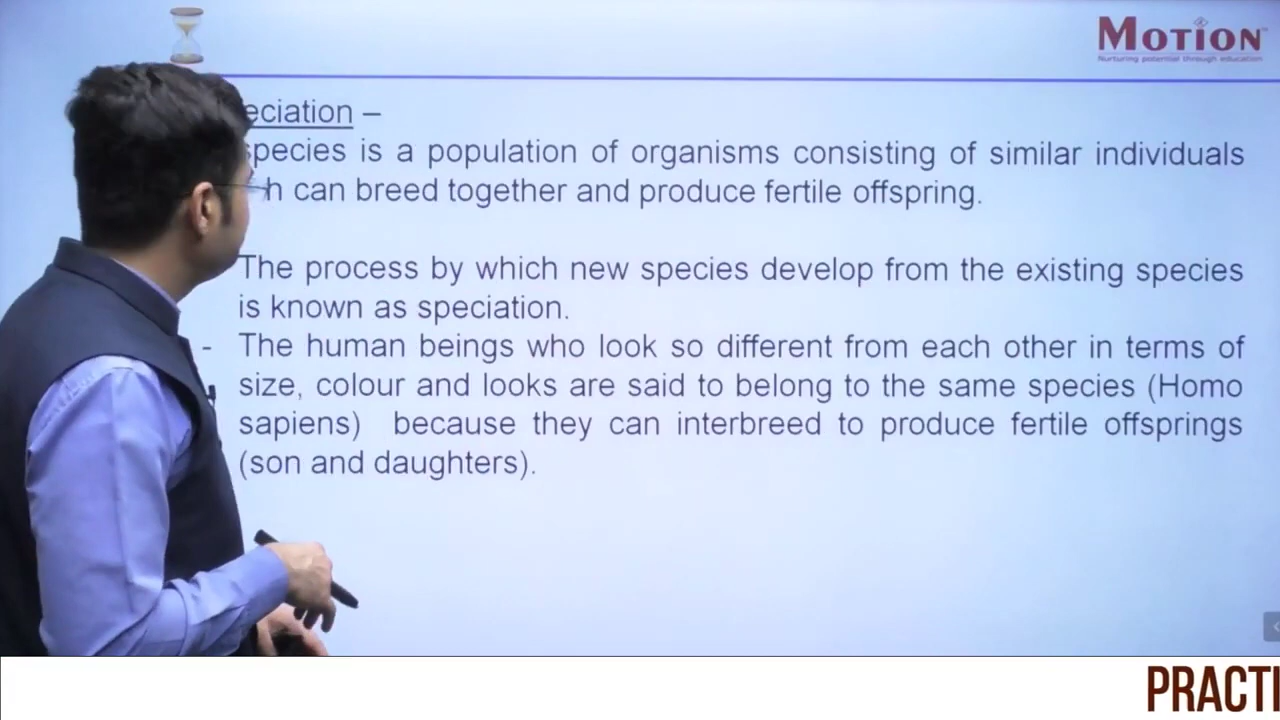 MOTION
Nurturing potential through education
eciation –
species is a population of organisms consisting of similar individuals
h can breed together and produce fertile offspring.
The process by which new species develop from the existing species
is known as speciation.
- The human beings who look so different from each other in terms of
size, colour and looks are said to belong to the same species (Homo
sapiens) because they can interbreed to produce fertile offsprings
(son and daughters).
PRACTI